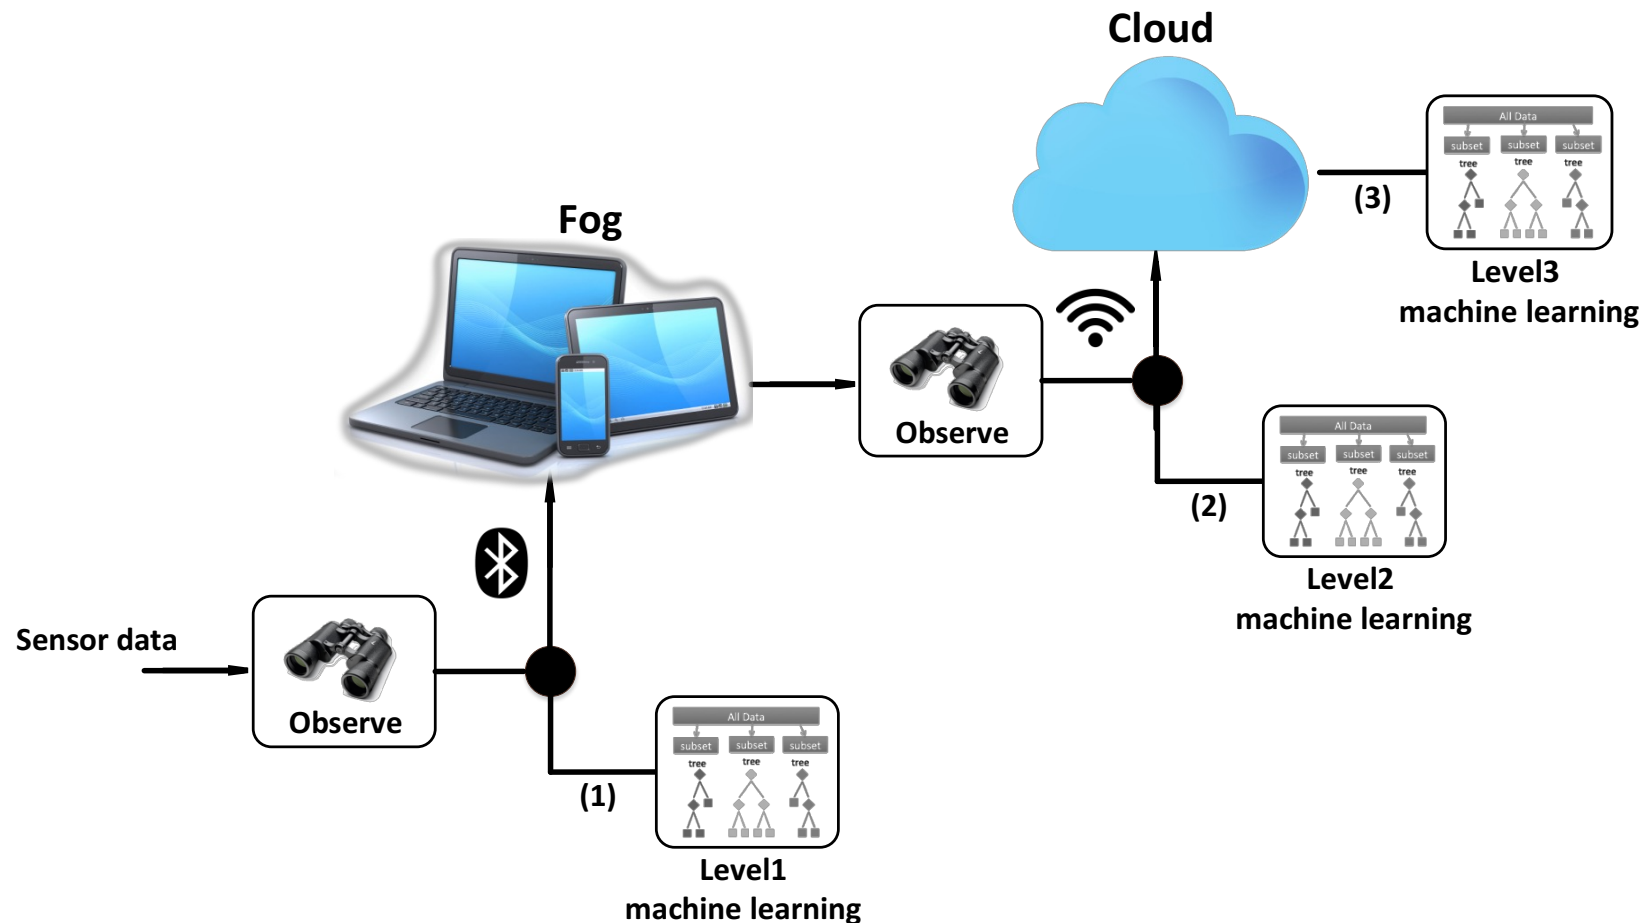 Cloud
All Data
subset subset subset
tree tree tree
(3)
Level3
machine learning
Fog
Observe
All Data
subset subset subset
tree tree tree
(2)
Level2
machine learning
Sensor data
Observe
All Data
subset subset subset
tree tree tree
(1)
Level1
machine learning